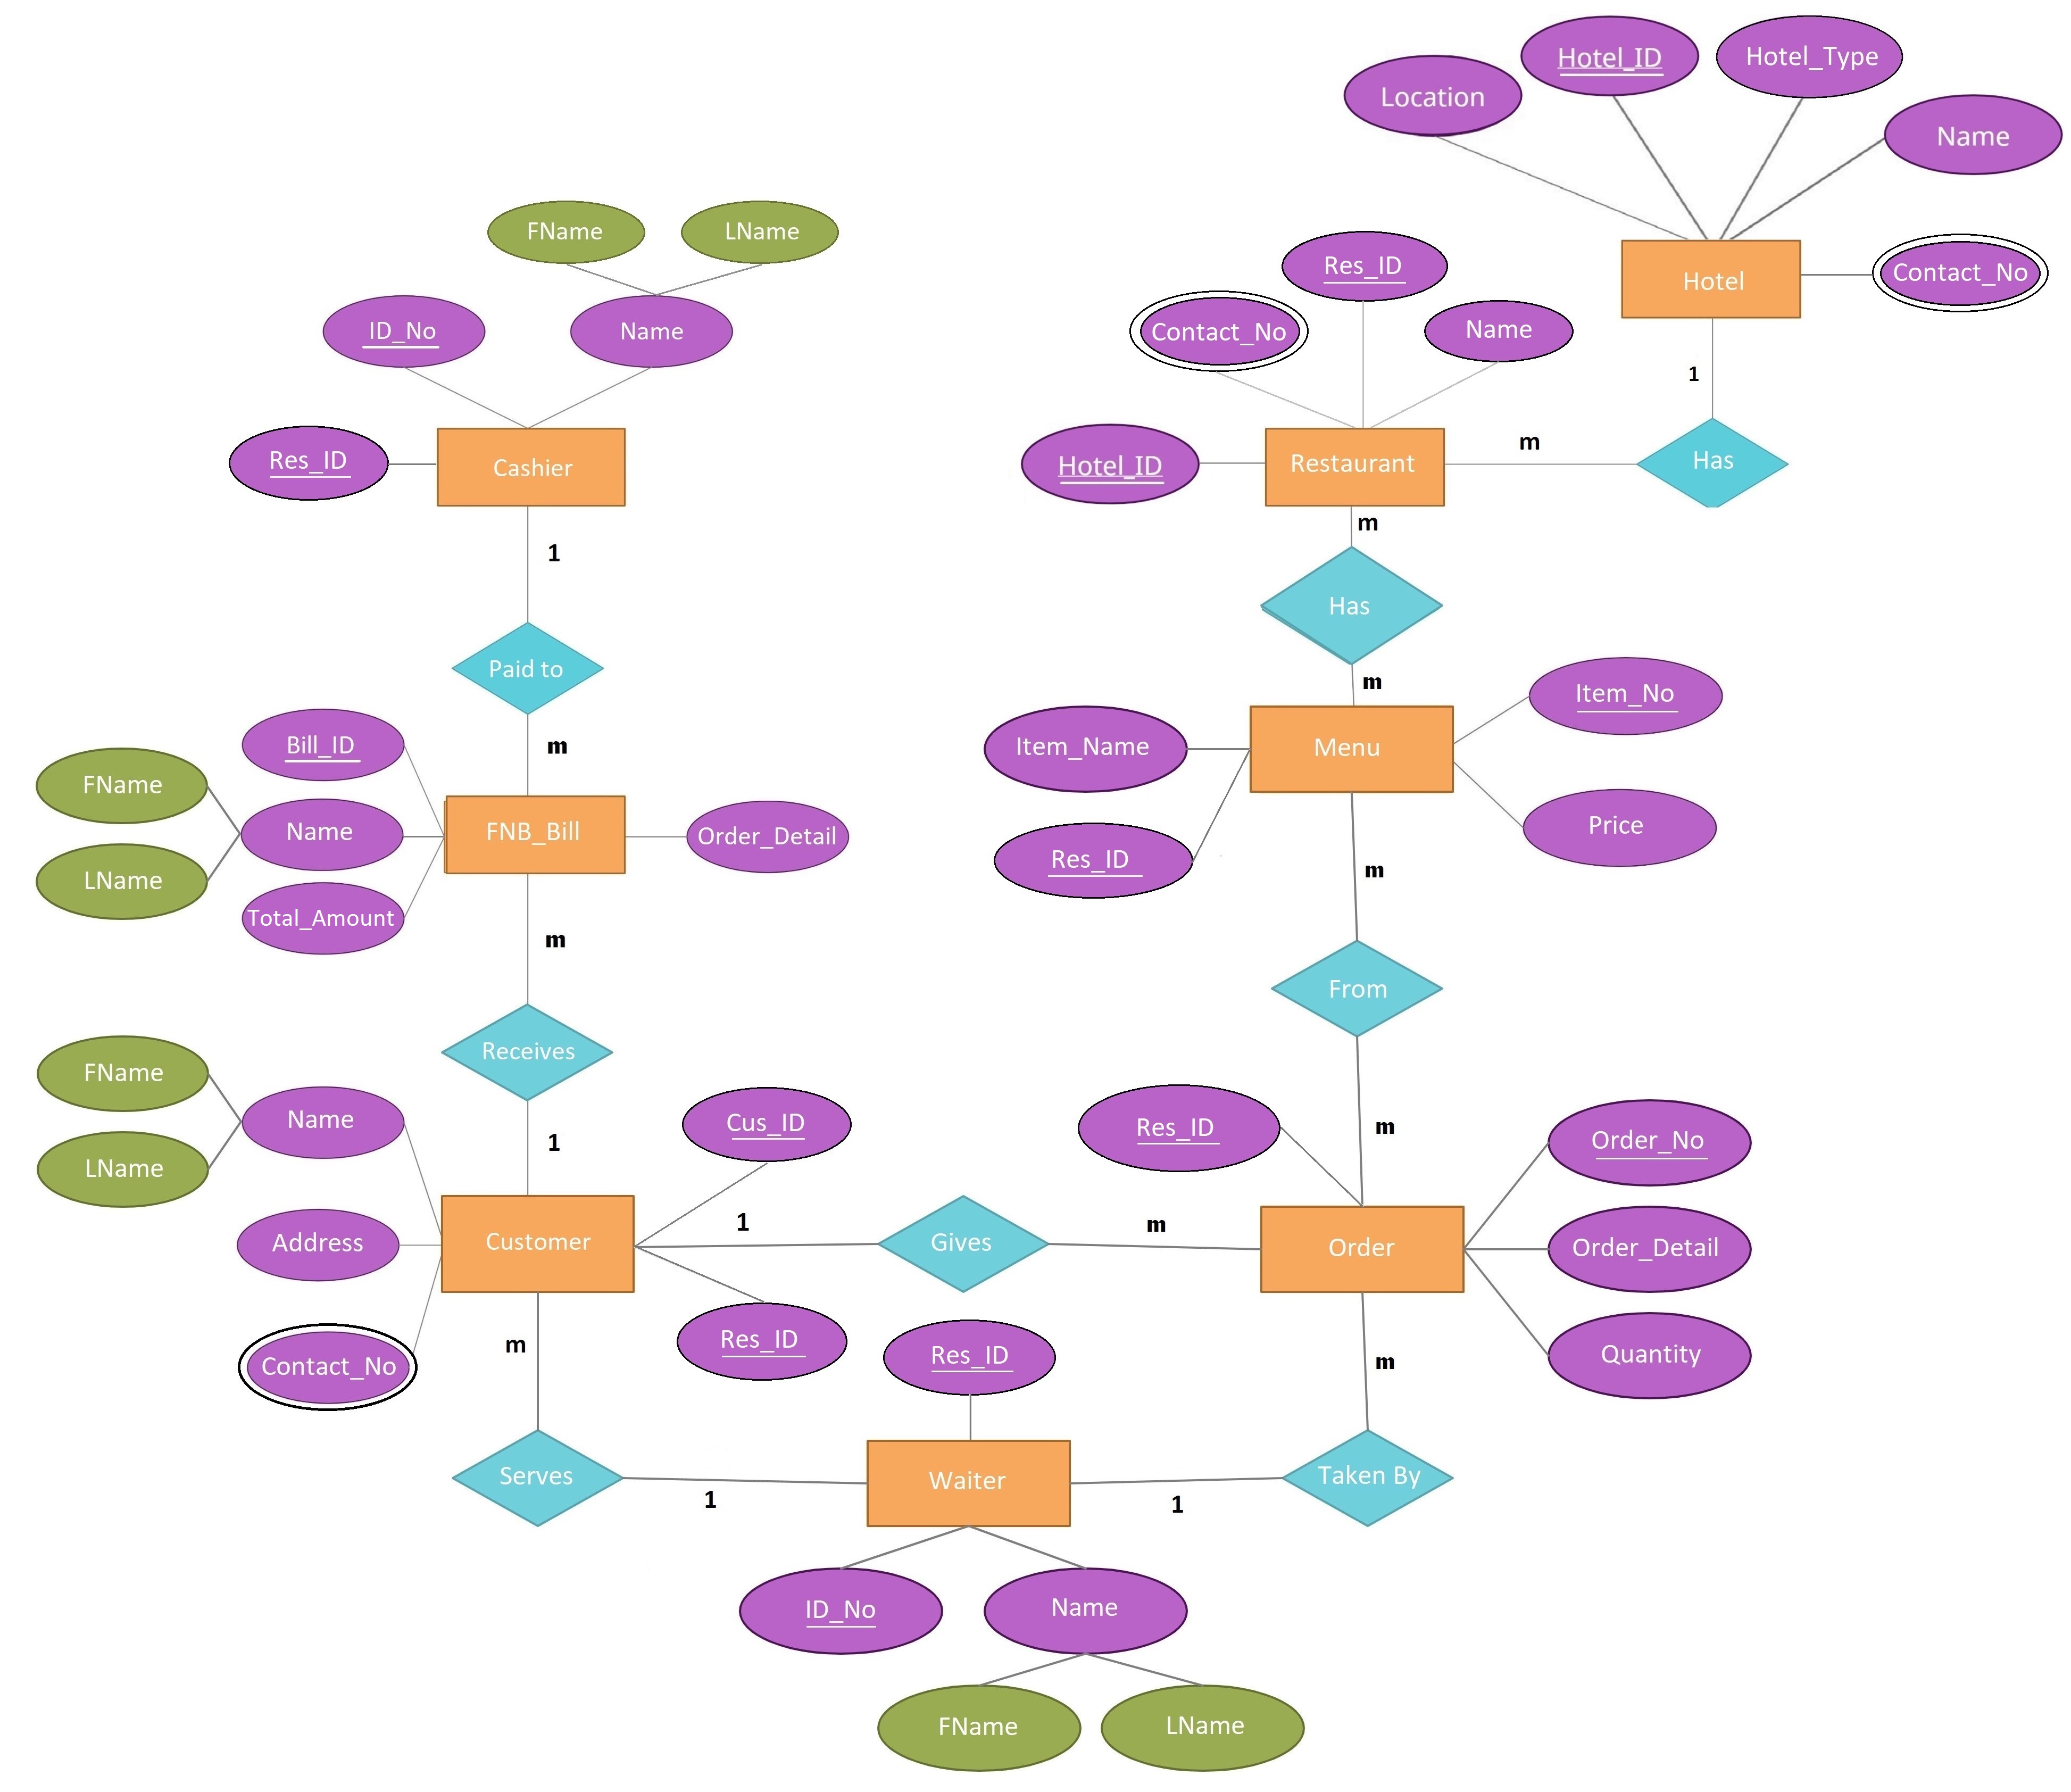 Hotel_ID
Hotel_Type
Location
Name
Hotel
Contact_No
1
FName
LName
ID_No
Name
Res_ID
Cashier
1
Res_ID
Contact_No
Name
Hotel_ID
Restaurant
m
Has
m
Has
m
Paid to
m
Bill_ID
FName
Name
LName
Total_Amount
FNB_Bill
Order_Detail
m
Item_Name
Menu
Item_No
Price
Res_ID
m
From
m
Receives
1
FName
LName
Name
Address
Contact_No
Customer
Cus_ID
1
Gives
m
Res_ID
Res_ID
Order
Order_No
Order_Detail
Quantity
m
m
Serves
1
Res_ID
Waiter
1
Taken By
ID_No
Name
FName
LName